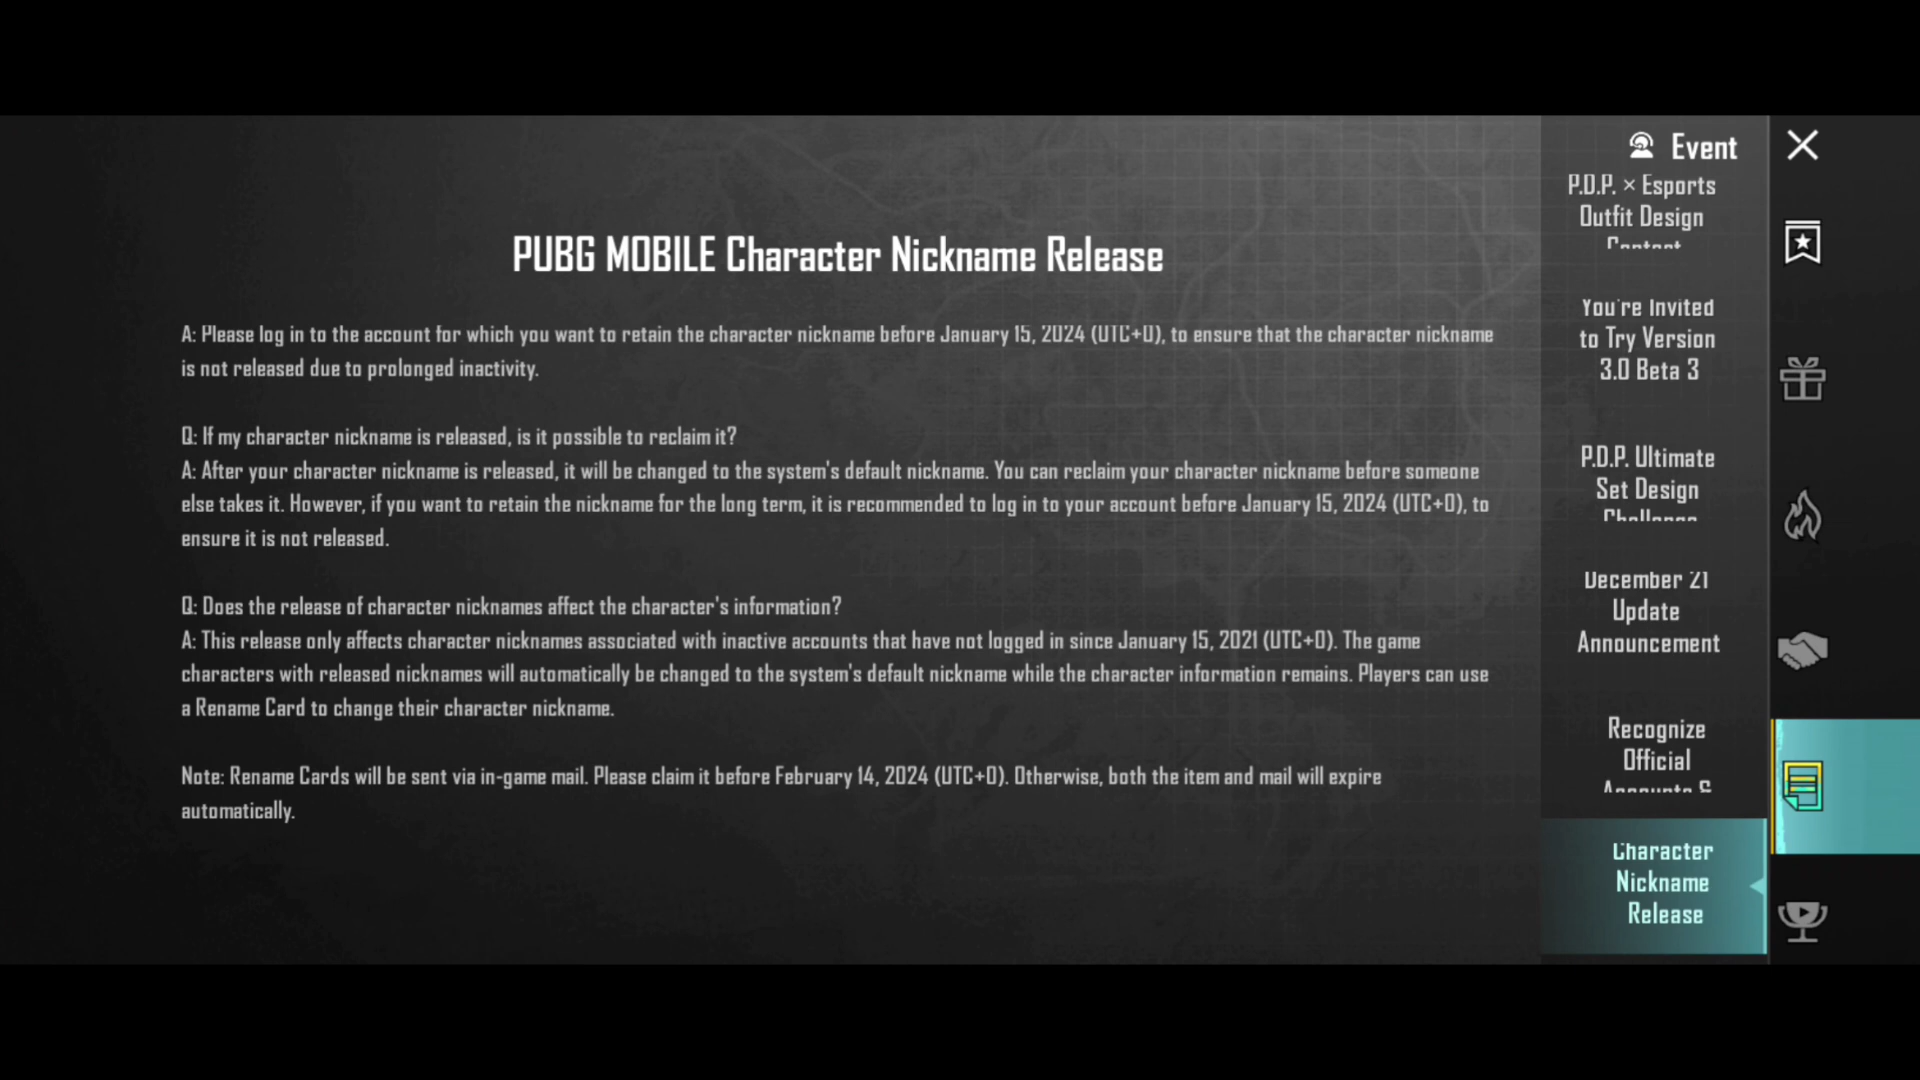 PUBG MOBILE Character Nickname Release
A: Please log in to the account for which you want to retain the character nickname before January 15, 2024 (UTC+0), to ensure that the character nickname
is not released due to prolonged inactivity.
Q: If my character nickname is released, is it possible to reclaim it?
A: After your character nickname is released, it will be changed to the system's default nickname. You can reclaim your character nickname before someone
else takes it. However, if you want to retain the nickname for the long term, it is recommended to log in to your account before January 15, 2024 (UTC+0), to
ensure it is not released.
Q: Does the release of character nicknames affect the character's information?
A: This release only affects character nicknames associated with inactive accounts that have not logged in since January 15, 2021 (UTC+0). The game
characters with released nicknames will automatically be changed to the system's default nickname while the character information remains. Players can use
a Rename Card to change their character nickname.
Note: Rename Cards will be sent via in-game mail. Please claim it before February 14, 2024 (UTC+0). Otherwise, both the item and mail will expire
automatically.
Event
P.D.P. × Esports
Outfit Design
Contest
You're Invited
to Try Version
3.0 Beta 3
P.D.P. Ultimate
Set Design
Challenge
December 21
Update
Announcement
Recognize
Official
Accounts &
Character
Nickname
Release